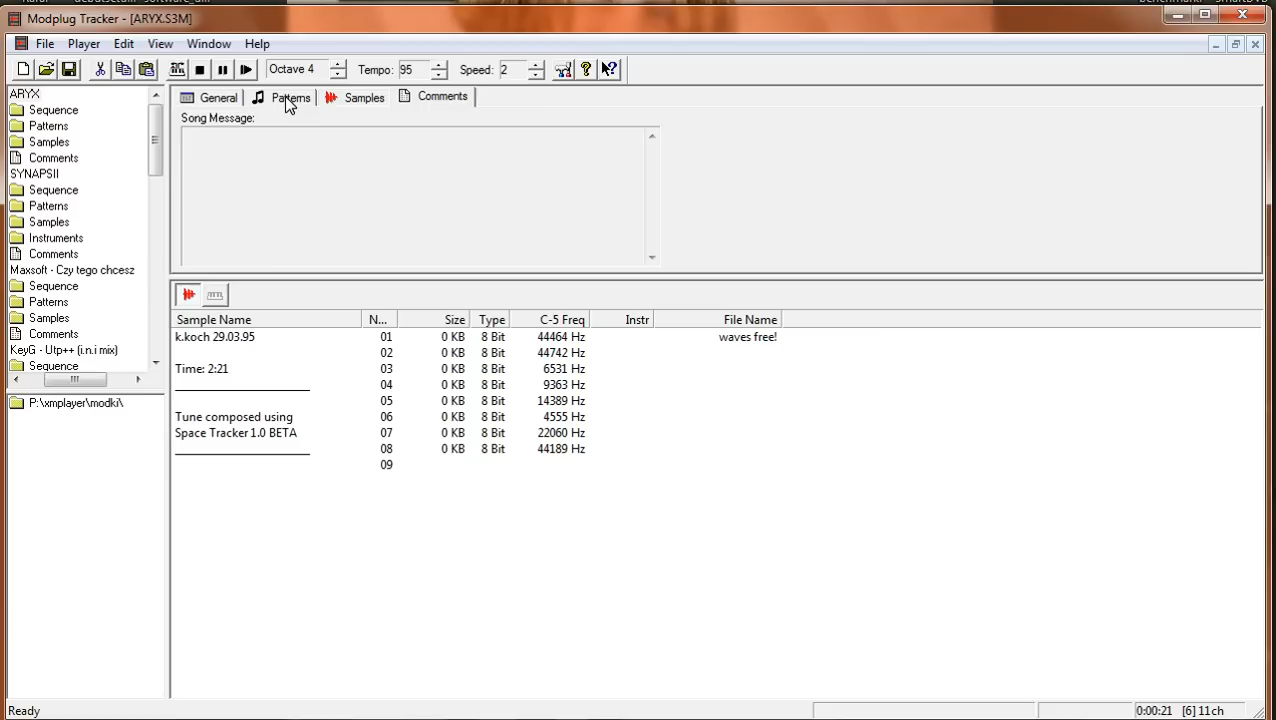 Modplug Tracker - [ARYX.S3M]
File Player Edit View Window Help
Octave 4 Tempo: 95 Speed: 2
ARYX
Sequence
Patterns
Samples
Comments
SYNAPSII
Sequence
Patterns
Samples
Instruments
Comments
Maxsoft - Czy tego chcesz
Sequence
Patterns
Samples
Comments
KeyG - Utp++ (i.n.i mix)
Sequence
P:\xmplayer\modki\
General Patterns Samples Comments
Song Message:
Sample Name N... Size Type C-5 Freq Instr File Name
k.koch 29.03.95 01 0 KB 8 Bit 44464 Hz waves free!
02 0 KB 8 Bit 44742 Hz
Time: 2:21 03 0 KB 8 Bit 6531 Hz
04 0 KB 8 Bit 9363 Hz
05 0 KB 8 Bit 14389 Hz
Tune composed using 06 0 KB 8 Bit 4555 Hz
Space Tracker 1.0 BETA 07 0 KB 8 Bit 22060 Hz
08 0 KB 8 Bit 44189 Hz
09
Ready 0:00:21 [6] 11ch